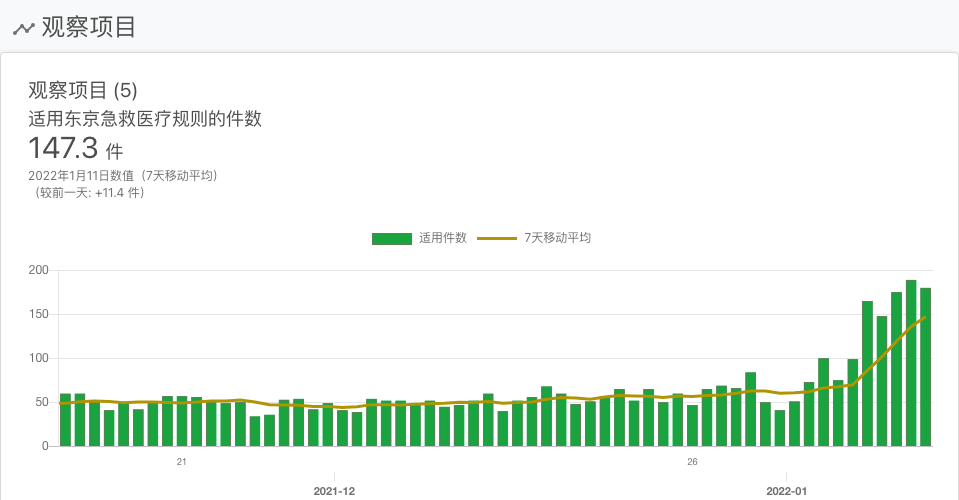 观察项目
观察项目 (5)
适用东京急救医疗规则的件数
147.3 件
2022年1月11日数值（7天移动平均）
（较前一天: +11.4 件）
适用件数 7天移动平均
200
150
100
50
0
21 26
2021-12 2022-01